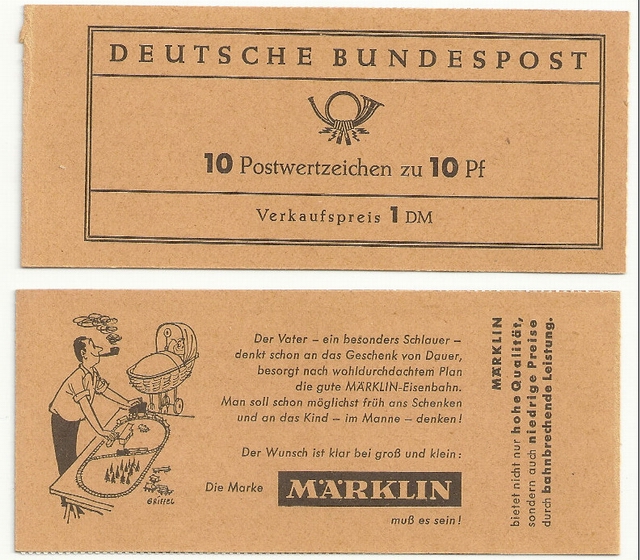 DEUTSCHE BUNDESPOST
10 Postwertzeichen zu 10 Pf
Verkaufspreis 1 DM
Der Vater – ein besonders Schlauer –
denkt schon an das Geschenk von Dauer,
besorgt nach wohldurchdachtem Plan
die gute MÄRKLIN-Eisenbahn.
Man soll schon möglichst früh ans Schenken
und an das Kind – im Manne – denken!
Der Wunsch ist klar bei groß und klein:
Die Marke MÄRKLIN
muß es sein!
GRiffel
MÄRKLIN
bietet nicht nur hohe Qualität,
sondern auch niedrige Preise
durch bahnbrechende Leistung.